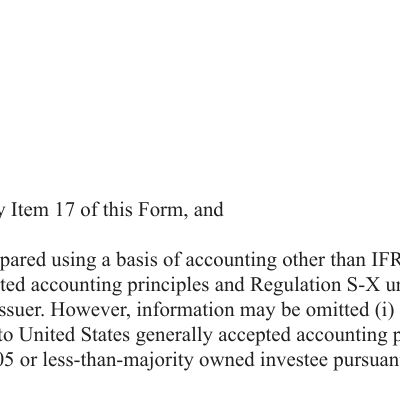 y Item 17 of this Form, and
pared using a basis of accounting other than IFR
ted accounting principles and Regulation S-X un
ssuer. However, information may be omitted (i)
to United States generally accepted accounting p
05 or less-than-majority owned investee pursuan